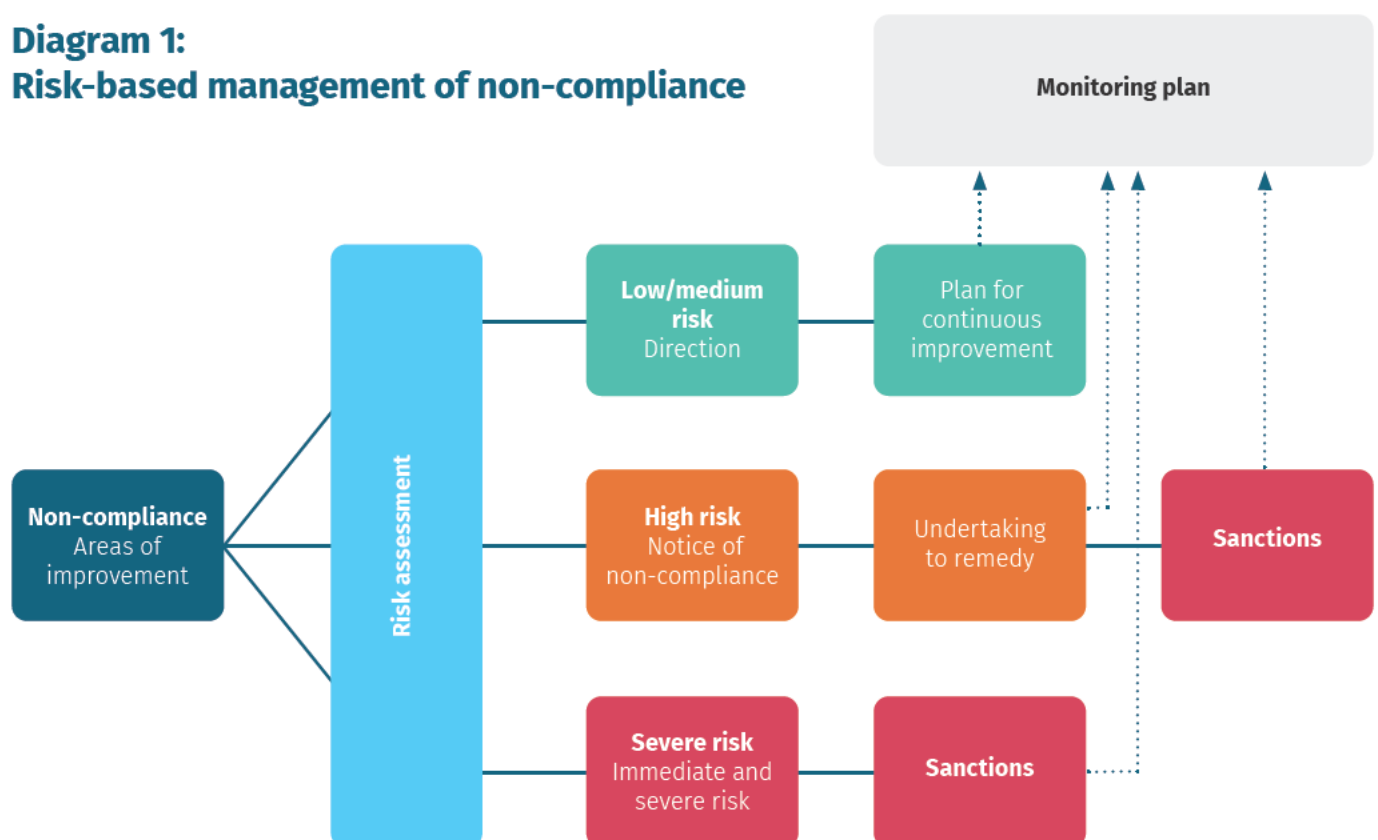 Diagram 1:
Risk-based management of non-compliance
Monitoring plan
Low/medium
risk
Direction
Plan for
continuous
improvement
Non-compliance
Areas of
improvement
Risk assessment
High risk
Notice of
non-compliance
Undertaking
to remedy
Sanctions
Severe risk
Immediate and
severe risk
Sanctions